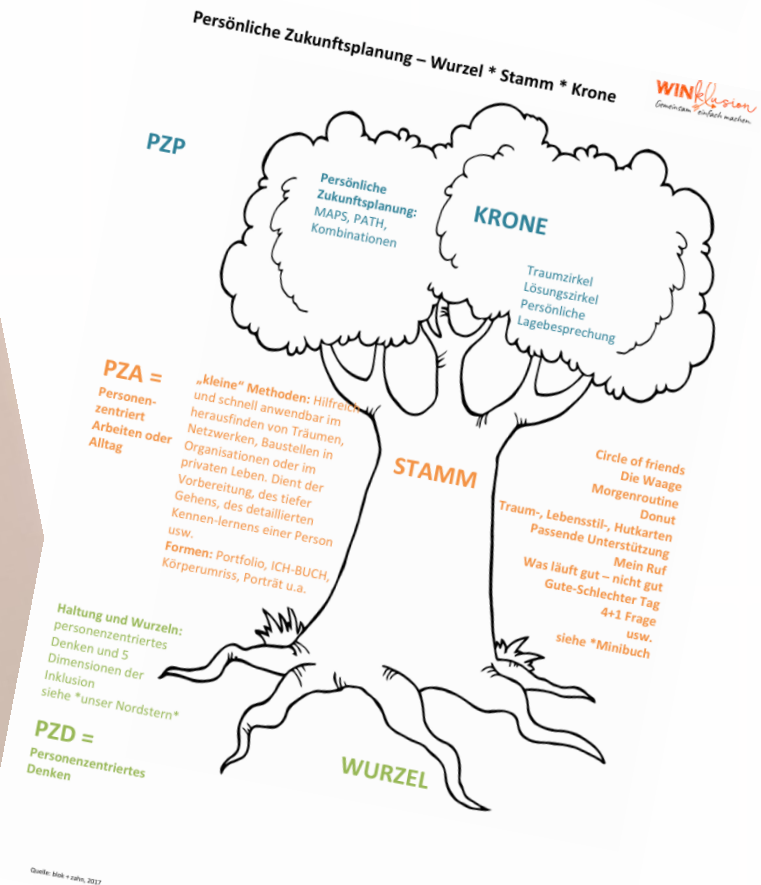 Persönliche Zukunftsplanung – Wurzel * Stamm * Krone
WINklusion
Gemeinsam einfach machen.
PZP
Persönliche
Zukunftsplanung:
MAPS, PATH,
Kombinationen
KRONE
Traumzirkel
Lösungszirkel
Persönliche
Lagebesprechung
PZA =
Personen-
zentriert
Arbeiten oder
Alltag
„kleine“ Methoden: Hilfreich
und schnell anwendbar im
herausfinden von Träumen,
Netzwerken, Baustellen in
Organisationen oder im
privaten Leben. Dient der
Vorbereitung, des tiefer
Gehens, des detaillierten
Kennen-lernens einer Person
usw.
Formen: Portfolio, ICH-BUCH,
Körperumriss, Porträt u.a.
STAMM
Circle of friends
Die Waage
Morgenroutine
Donut
Traum-, Lebensstil-, Hutkarten
Passende Unterstützung
Mein Ruf
Was läuft gut – nicht gut
Gute-Schlechter Tag
4+1 Frage
usw.
siehe *Minibuch
Haltung und Wurzeln:
personenzentriertes
Denken und 5
Dimensionen der
Inklusion
siehe *unser Nordstern*
PZD =
Personenzentriertes
Denken
WURZEL
Quelle: blok + zahn, 2017